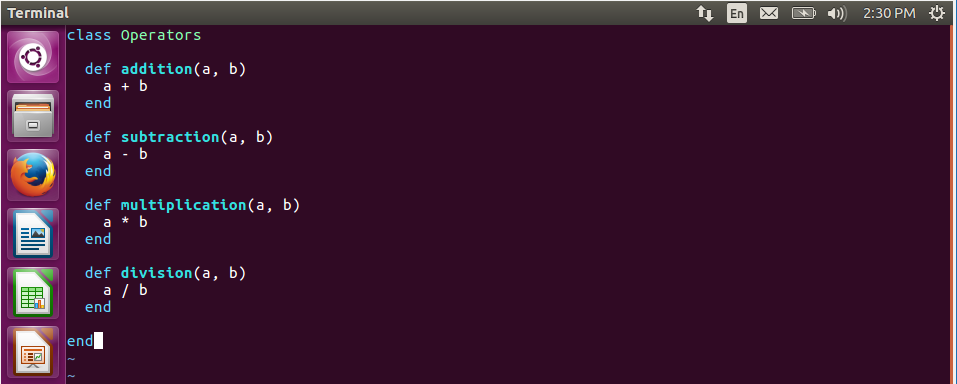 Terminal
En
2:30 PM
class Operators
  def addition(a, b)
    a + b
  end
  def subtraction(a, b)
    a - b
  end
  def multiplication(a, b)
    a * b
  end
  def division(a, b)
    a / b
  end
end
~
~